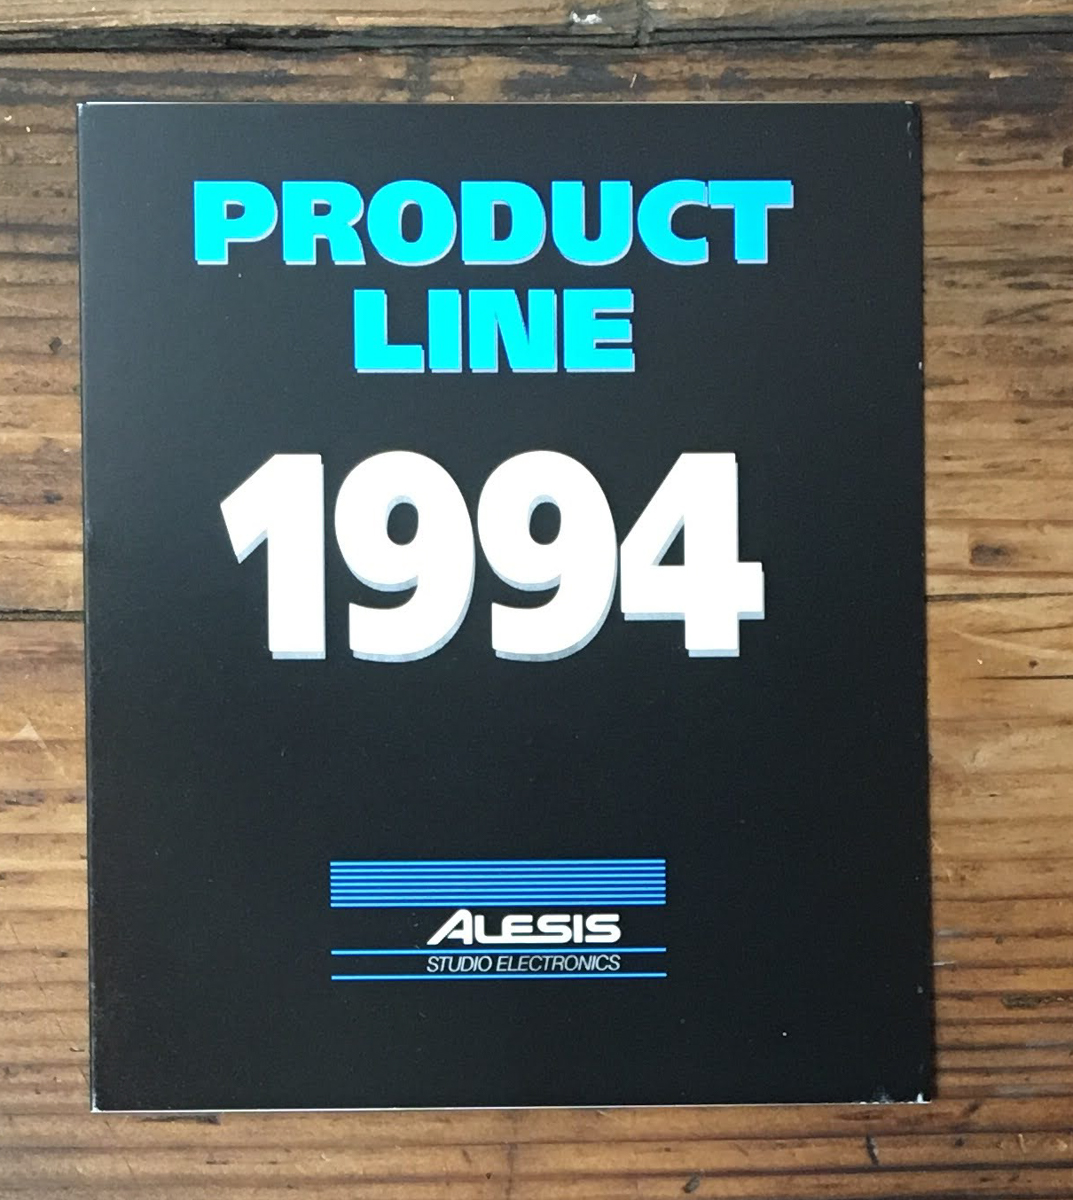 PRODUCT
LINE
1994
ALESIS
STUDIO ELECTRONICS